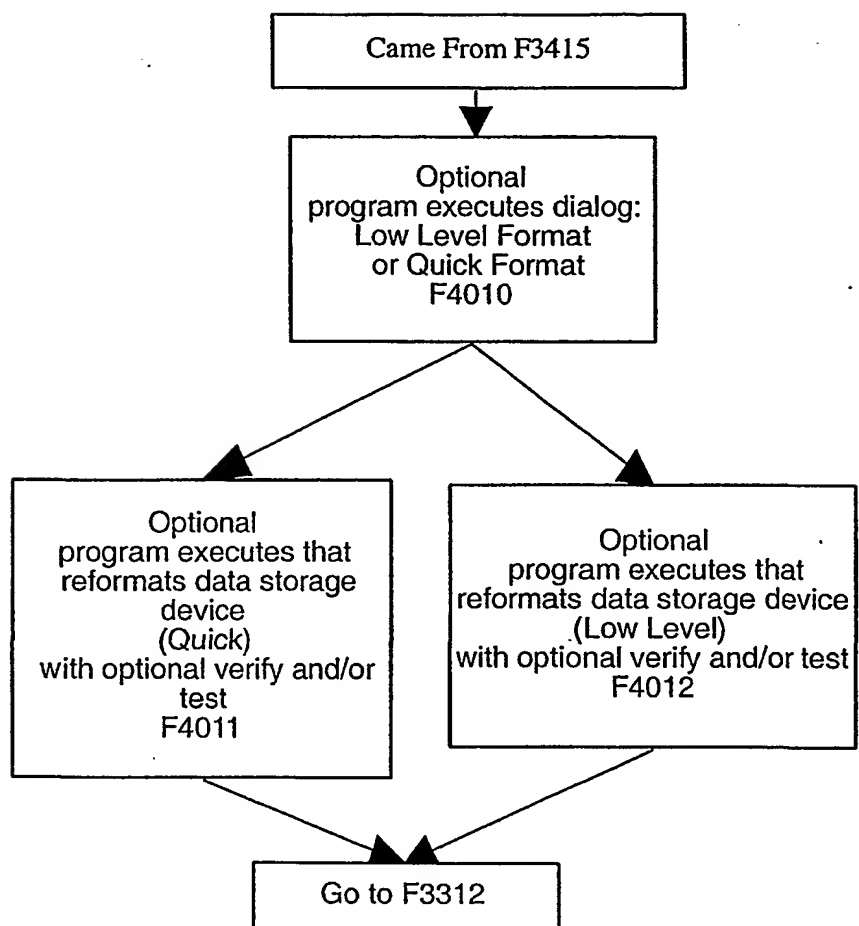 Came From F3415
Optional
program executes dialog:
Low Level Format
or Quick Format
F4010
Optional
program executes that
reformats data storage
device
(Quick)
with optional verify and/or
test
F4011
Optional
program executes that
reformats data storage device
(Low Level)
with optional verify and/or test
F4012
Go to F3312